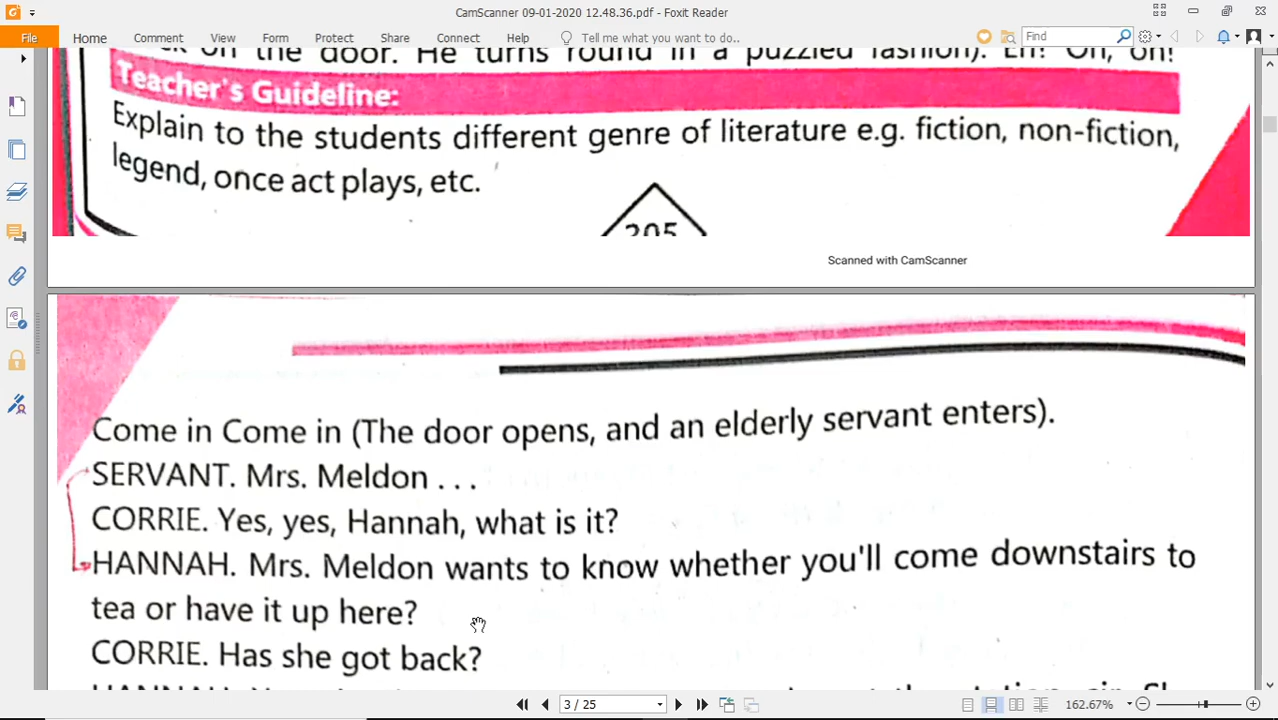 CamScanner 09-01-2020 12.48.36.pdf - Foxit Reader
File Home Comment View Form Protect Share Connect Help Tell me what you want to do.. Find
on the door. He turns round in a puzzled fashion). Eh! Oh, oh!
Teacher's Guideline:
Explain to the students different genre of literature e.g. fiction, non-fiction,
legend, once act plays, etc.
205
Scanned with CamScanner
Come in Come in (The door opens, and an elderly servant enters).
SERVANT. Mrs. Meldon . . .
CORRIE. Yes, yes, Hannah, what is it?
HANNAH. Mrs. Meldon wants to know whether you'll come downstairs to
tea or have it up here?
CORRIE. Has she got back?
3 / 25 162.67%